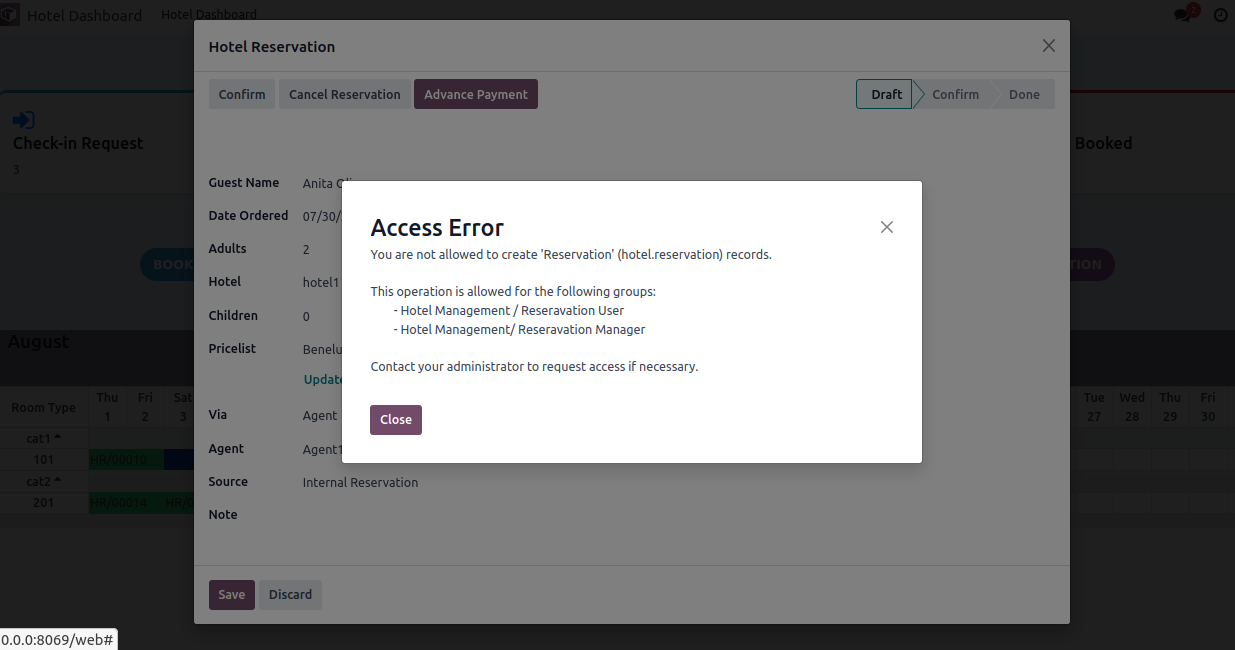 Hotel Dashboard Hotel Dashboard
Hotel Reservation
Confirm Cancel Reservation Advance Payment Draft Confirm Done
Check-in Request
3
Booked
Guest Name Anita
Date Ordered 07/30/
Adults 2
Hotel hotel1
Children 0
Pricelist Benelu
Update
Via Agent
Agent Agent1
Source Internal Reservation
Note
Save Discard
Access Error
You are not allowed to create 'Reservation' (hotel.reservation) records.
This operation is allowed for the following groups:
- Hotel Management / Reseravation User
- Hotel Management/ Reseravation Manager
Contact your administrator to request access if necessary.
Close
BOOK
TION
August
Room Type Thu Fri Sat Tue Wed Thu Fri
1 2 3 27 28 29 30
cat1
101 HR/00010
cat2
201 HR/00014 HR/0
0.0.0:8069/web#